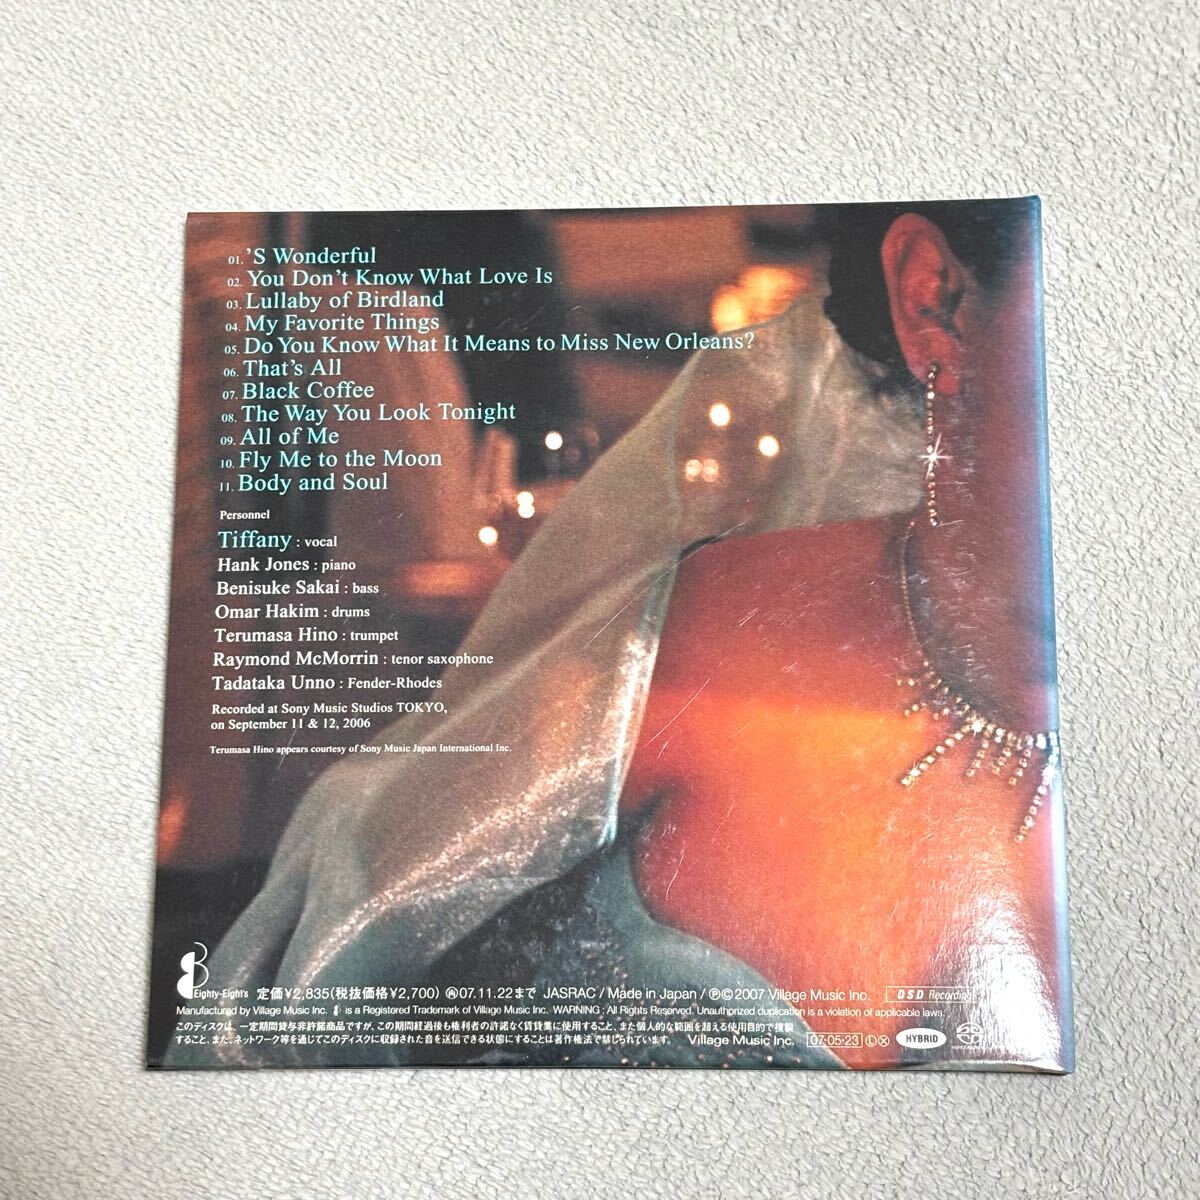 01. 'S Wonderful
02. You Don't Know What Love Is
03. Lullaby of Birdland
04. My Favorite Things
05. Do You Know What It Means to Miss New Orleans?
06. That's All
07. Black Coffee
08. The Way You Look Tonight
09. All of Me
10. Fly Me to the Moon
11. Body and Soul
Personnel
Tiffany : vocal
Hank Jones : piano
Benisuke Sakai : bass
Omar Hakim : drums
Terumasa Hino : trumpet
Raymond McMorrin : tenor saxophone
Tadataka Unno : Fender-Rhodes
Recorded at Sony Music Studios TOKYO,
on September 11 & 12, 2006
Terumasa Hino appears courtesy of Sony Music Japan International Inc.
Eighty-Eight's 定価¥2,835(税抜価格¥2,700) 07.11.22まで JASRAC / Made in Japan / ℗©2007 Village Music Inc. DSD Recording
Manufactured by Village Music Inc. is a Registered Trademark of Village Music Inc. WARNING : All Rights Reserved. Unauthorized duplication is a violation of applicable laws.
このディスクは、一定期間貸与非許諾商品ですが、この期間経過後も権利者の許諾なく賃貸業に使用すること、また個人的な範囲を超える使用目的で複製
すること、また、ネットワーク等を通じてこのディスクに収録された音を送信できる状態にすることは著作権法で禁じられています。 Village Music Inc. 07·05·23 Ⓛ Ⓧ HYBRID